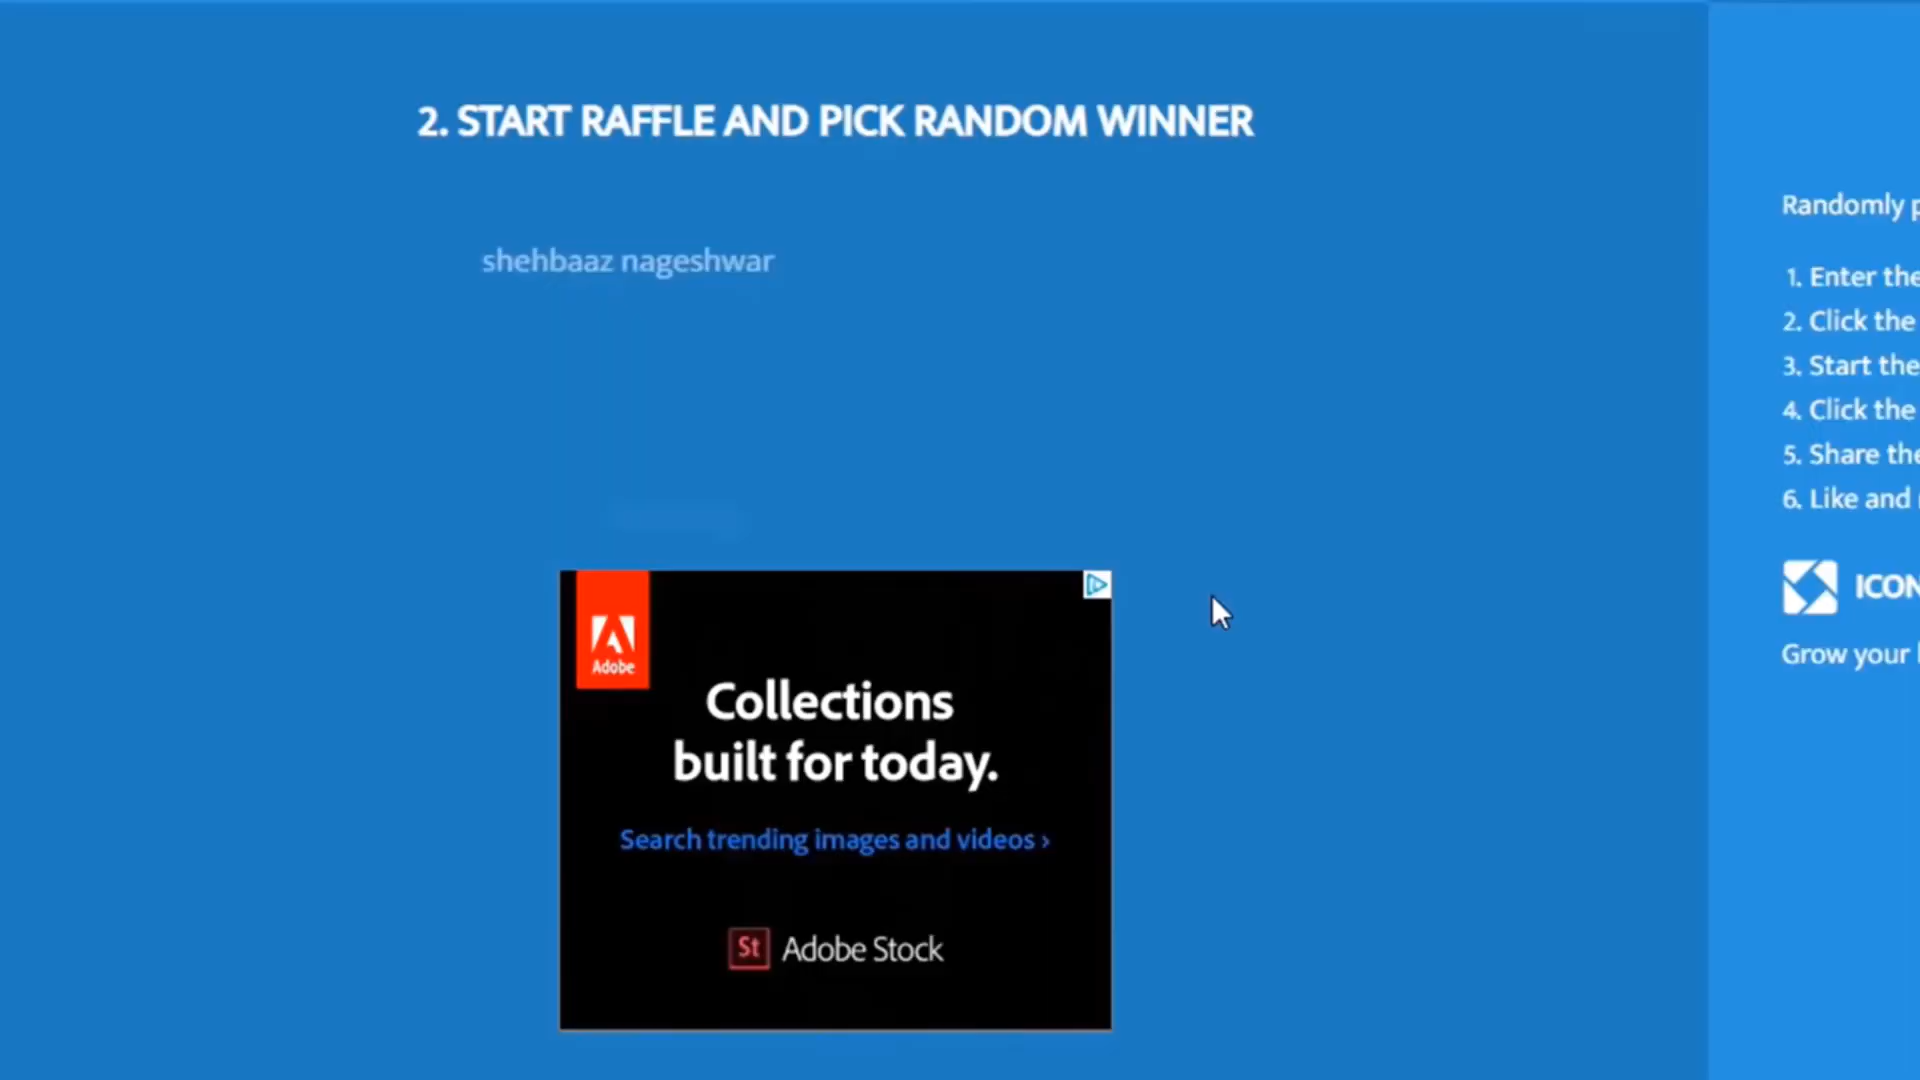 2. START RAFFLE AND PICK RANDOM WINNER
shehbaaz nageshwar
Adobe
Collections
built for today.
Search trending images and videos ›
St Adobe Stock
Randomly p
1. Enter the
2. Click the
3. Start the
4. Click the
5. Share the
6. Like and
ICON
Grow your